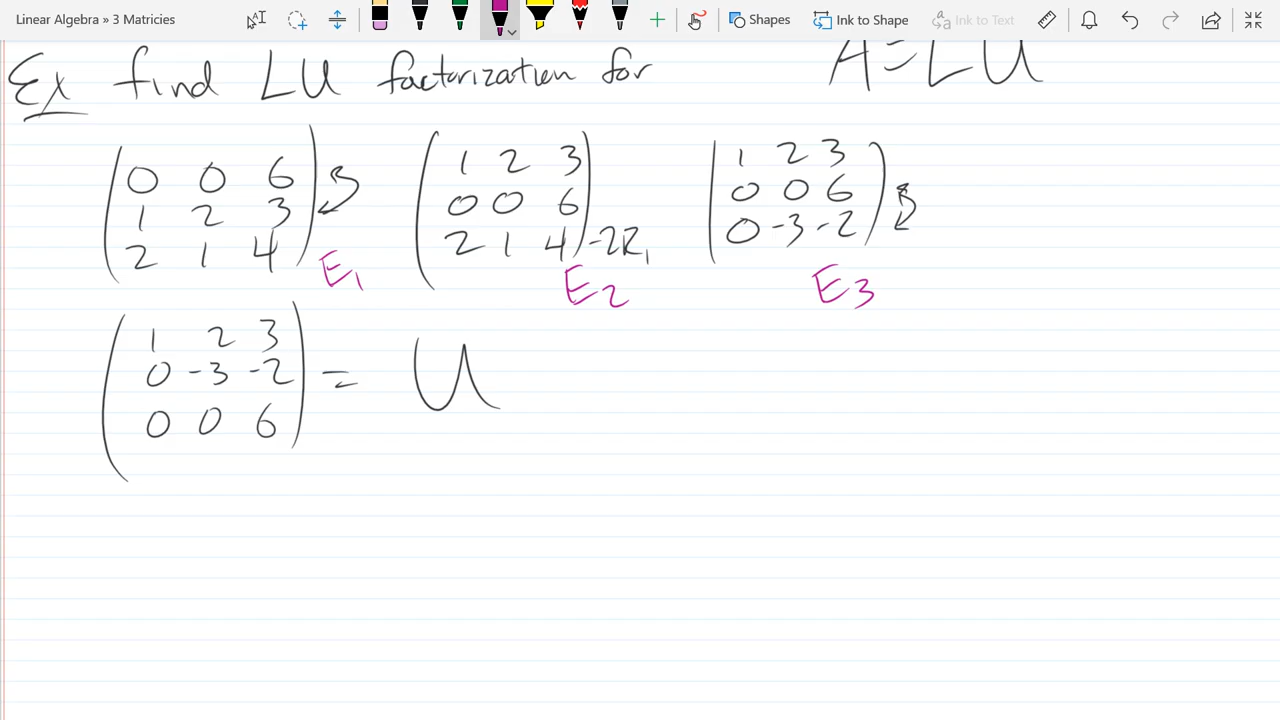 Linear Algebra » 3 Matricies
Shapes Ink to Shape Ink to Text
Ex find LU factorization for A=LU
0 0 6 1 2 3 1 2 3
1 2 3 0 0 6 0 0 6
2 1 4 2 1 4 -2R₁ 0 -3 -2
E₁ E₂ E₃
1 2 3
0 -3 -2 = U
0 0 6